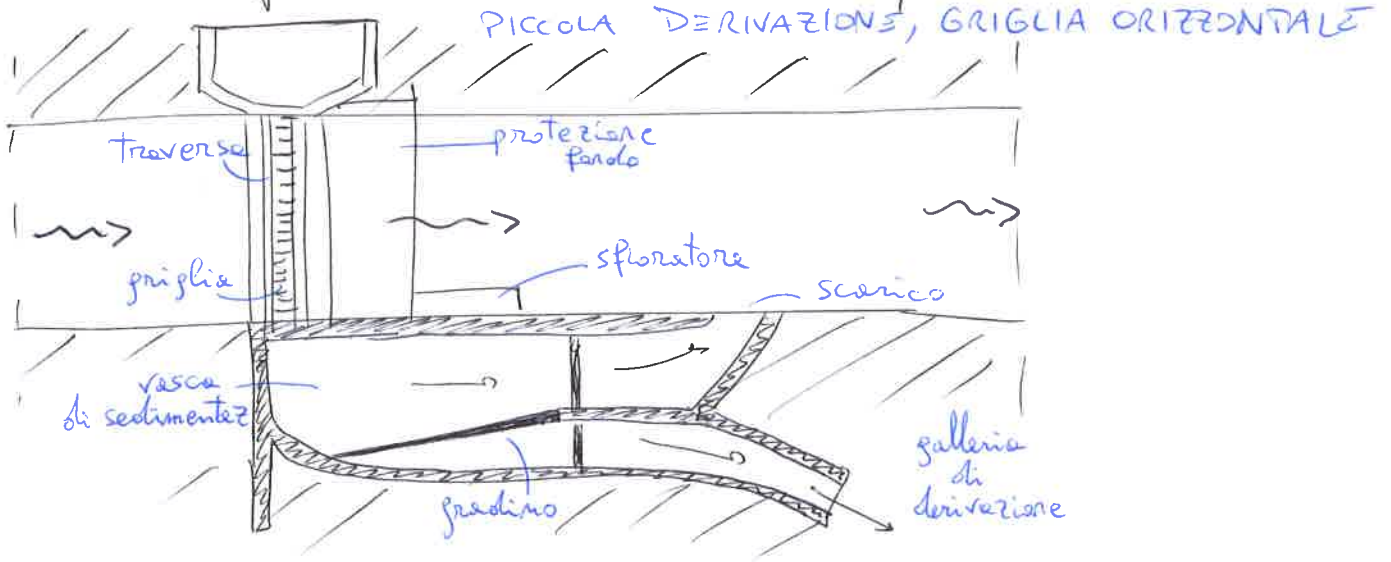 PICCOLA DERIVAZIONE, GRIGLIA ORIZZONTALE
traversa
protezione
fondo
griglia
sfioratore
scarico
vasca
di sedimentaz
gradino
galleria
di
derivazione